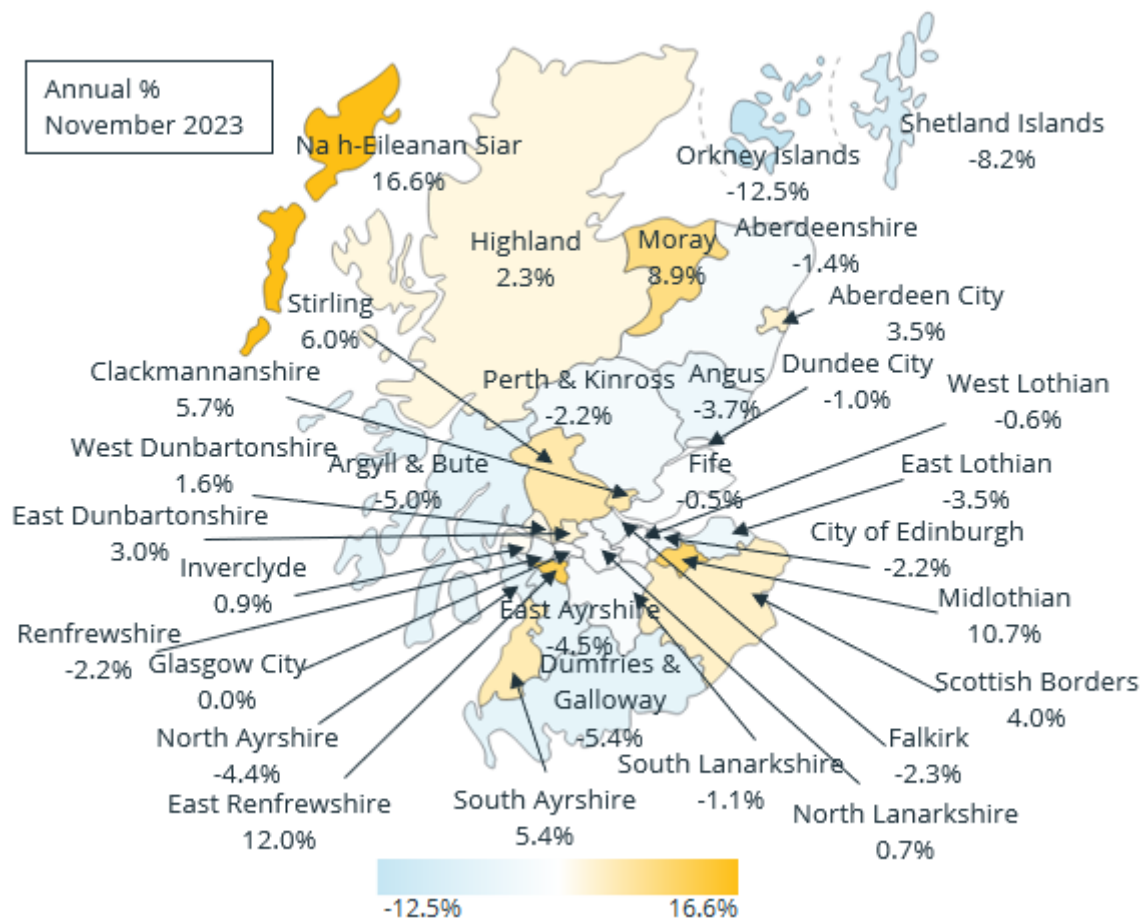 Annual %
November 2023
Na h-Eileanan Siar
16.6%
Orkney Islands
-12.5%
Shetland Islands
-8.2%
Highland
2.3%
Moray
8.9%
Aberdeenshire
-1.4%
Aberdeen City
3.5%
Stirling
6.0%
Clackmannanshire
5.7%
Perth & Kinross
-2.2%
Angus
-3.7%
Dundee City
-1.0%
West Lothian
-0.6%
West Dunbartonshire
1.6%
Argyll & Bute
-5.0%
Fife
-0.5%
East Lothian
-3.5%
East Dunbartonshire
3.0%
City of Edinburgh
-2.2%
Inverclyde
0.9%
East Ayrshire
-4.5%
Midlothian
10.7%
Renfrewshire
-2.2%
Glasgow City
0.0%
Dumfries &
Galloway
-5.4%
Scottish Borders
4.0%
North Ayrshire
-4.4%
South Lanarkshire
-1.1%
Falkirk
-2.3%
East Renfrewshire
12.0%
South Ayrshire
5.4%
North Lanarkshire
0.7%
-12.5%
16.6%